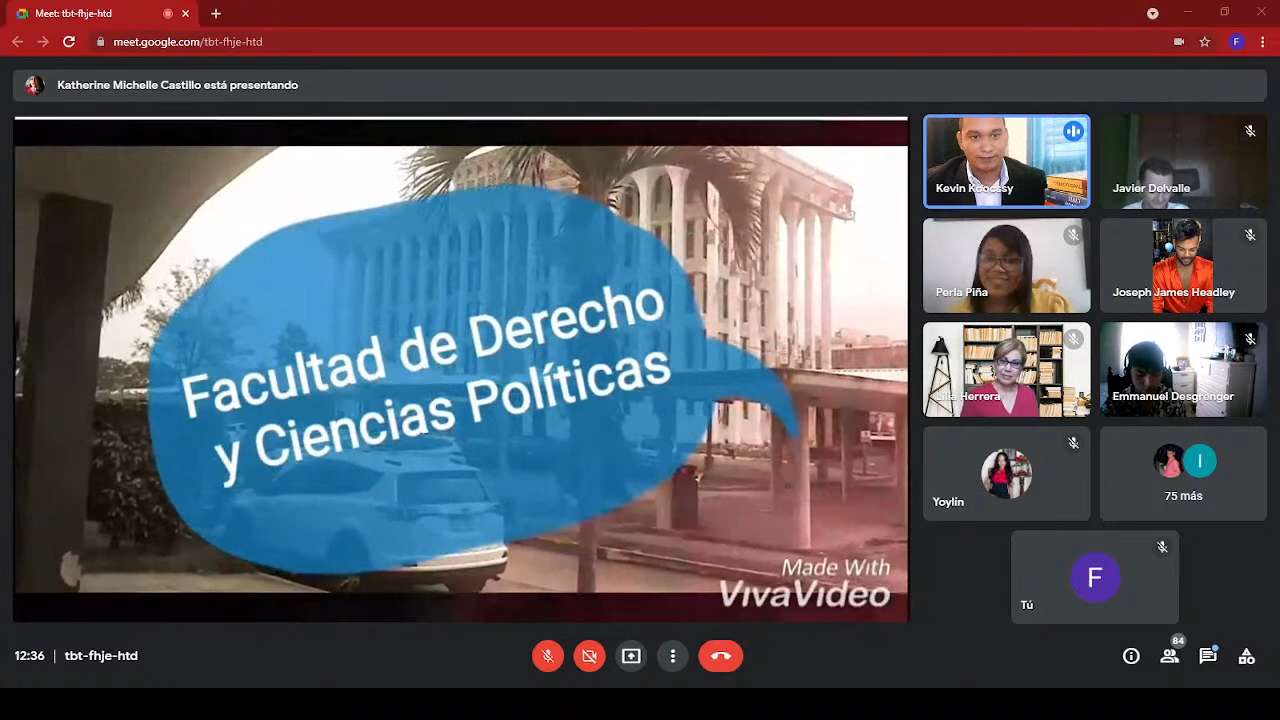 Meet: tbt-fhje-htd
meet.google.com/tbt-fhje-htd
F
Katherine Michelle Castillo está presentando
Facultad de Derecho
y Ciencias Políticas
Made With
VivaVideo
Kevin Koocssy
Javier Delvalle
Perla Piña
Joseph James Headley
Lilia Herrera
Emmanuel Desgrenger
Yoylín
I
75 más
F
Tú
12:36 | tbt-fhje-htd
84